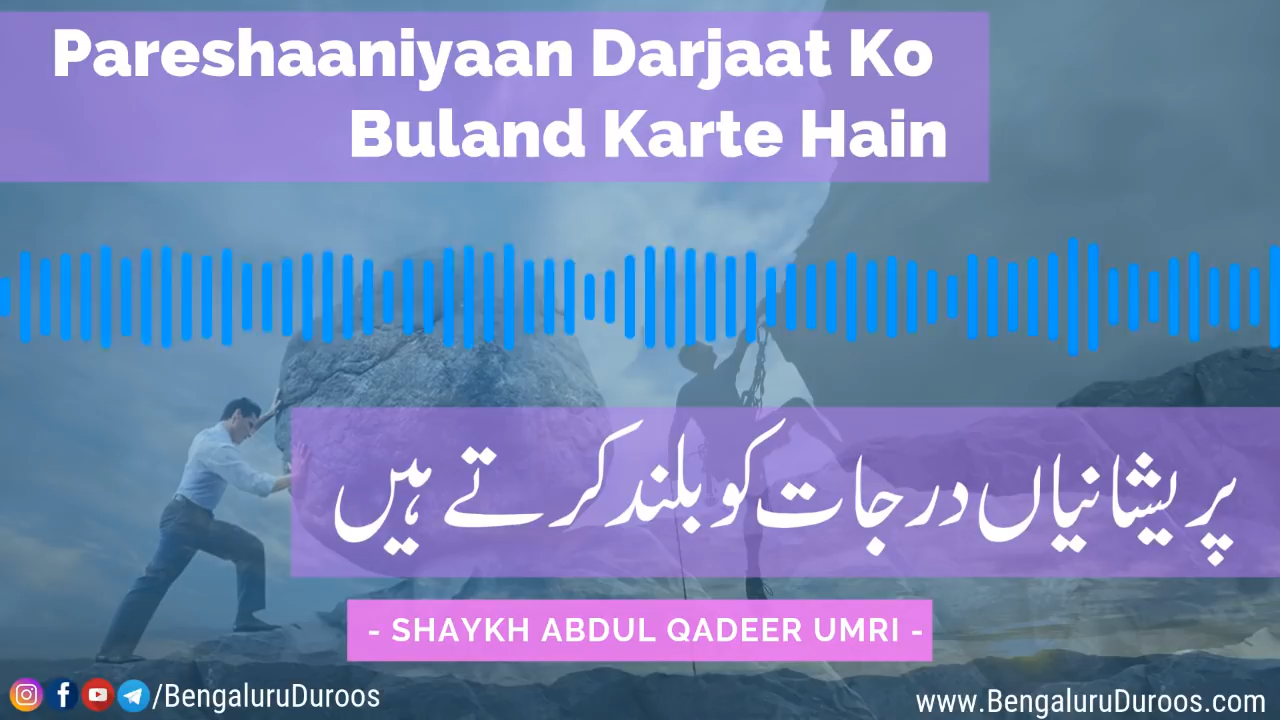 Pareshaaniyaan Darjaat Ko
Buland Karte Hain
پریشانیاں درجات کو بلند کرتے ہیں
- SHAYKH ABDUL QADEER UMRI -
/BengaluruDuroos
www.BengaluruDuroos.com